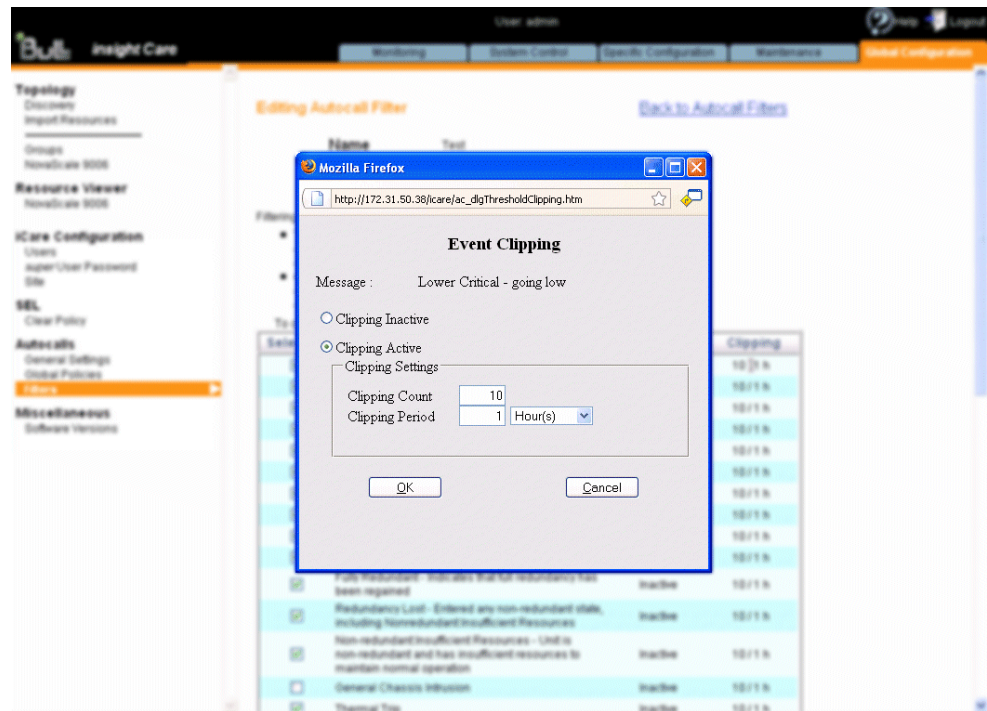 User admin
Help Logout
Bull insight Care
Monitoring System Control Specific Configuration Maintenance Global Configuration
Topology
Discovery
Import Resources
Groups
NovaScale 9006
Resource Viewer
NovaScale 9006
iCare Configuration
Users
superUser Password
Site
SEL
Clear Policy
Autocalls
General Settings
Global Policies
Filters
Miscellaneous
Software Versions
Editing Autocall Filter Back to Autocall Filters
Name Test
Mozilla Firefox
http://172.31.50.38/icare/ac_dlgThresholdClipping.htm
Event Clipping
Message : Lower Critical - going low
Clipping Inactive
Clipping Active
Clipping Settings
Clipping Count 10
Clipping Period 1 Hour(s)
OK Cancel
Filtering
To
Sele Clipping
10 / 1 h
10 / 1 h
10 / 1 h
10 / 1 h
10 / 1 h
10 / 1 h
10 / 1 h
10 / 1 h
10 / 1 h
10 / 1 h
Fully Redundant - Indicates that full redundancy has
been regained Inactive 10 / 1 h
Redundancy Lost - Entered any non-redundant state,
including Nonredundant:Insufficient Resources Inactive 10 / 1 h
Non-redundant:Insufficient Resources - Unit is
non-redundant and has insufficient resources to
maintain normal operation Inactive 10 / 1 h
General Chassis Intrusion Inactive 10 / 1 h
Thermal Trip Inactive 10 / 1 h